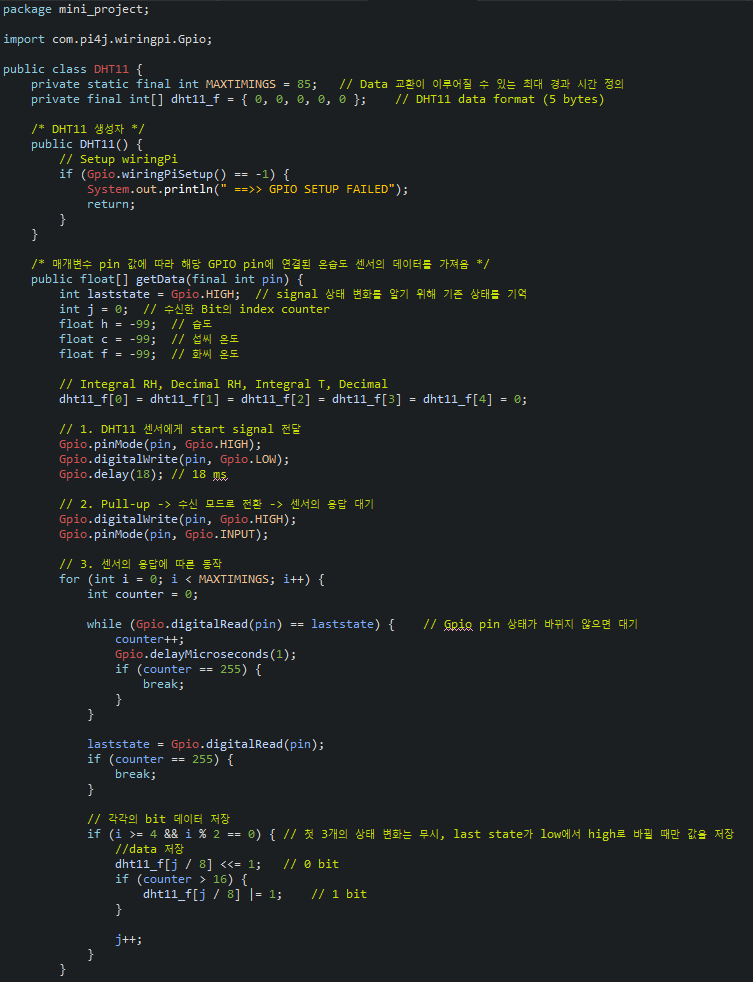 package mini_project;
import com.pi4j.wiringpi.Gpio;
public class DHT11 {
private static final int MAXTIMINGS = 85;   // Data 교환이 이루어질 수 있는 최대 경과 시간 정의
private final int[] dht11_f = { 0, 0, 0, 0, 0 };    // DHT11 data format (5 bytes)
/* DHT11 생성자 */
public DHT11() {
// Setup wiringPi
if (Gpio.wiringPiSetup() == -1) {
System.out.println(" ==>> GPIO SETUP FAILED");
return;
}
}
/* 매개변수 pin 값에 따라 해당 GPIO pin에 연결된 온습도 센서의 데이터를 가져옴 */
public float[] getData(final int pin) {
int laststate = Gpio.HIGH;  // signal 상태 변화를 알기 위해 기존 상태를 기억
int j = 0;  // 수신한 Bit의 index counter
float h = -99;  // 습도
float c = -99;  // 섭씨 온도
float f = -99;  // 화씨 온도
// Integral RH, Decimal RH, Integral T, Decimal
dht11_f[0] = dht11_f[1] = dht11_f[2] = dht11_f[3] = dht11_f[4] = 0;
// 1. DHT11 센서에게 start signal 전달
Gpio.pinMode(pin, Gpio.HIGH);
Gpio.digitalWrite(pin, Gpio.LOW);
Gpio.delay(18); // 18 ms
// 2. Pull-up -> 수신 모드로 전환 -> 센서의 응답 대기
Gpio.digitalWrite(pin, Gpio.HIGH);
Gpio.pinMode(pin, Gpio.INPUT);
// 3. 센서의 응답에 따른 동작
for (int i = 0; i < MAXTIMINGS; i++) {
int counter = 0;
while (Gpio.digitalRead(pin) == laststate) {    // Gpio pin 상태가 바뀌지 않으면 대기
counter++;
Gpio.delayMicroseconds(1);
if (counter == 255) {
break;
}
}
laststate = Gpio.digitalRead(pin);
if (counter == 255) {
break;
}
// 각각의 bit 데이터 저장
if (i >= 4 && i % 2 == 0) { // 첫 3개의 상태 변화는 무시, last state가 low에서 high로 바뀔 때만 값을 저장
//data 저장
dht11_f[j / 8] <<= 1;   // 0 bit
if (counter > 16) {
dht11_f[j / 8] |= 1;    // 1 bit
}
j++;
}
}